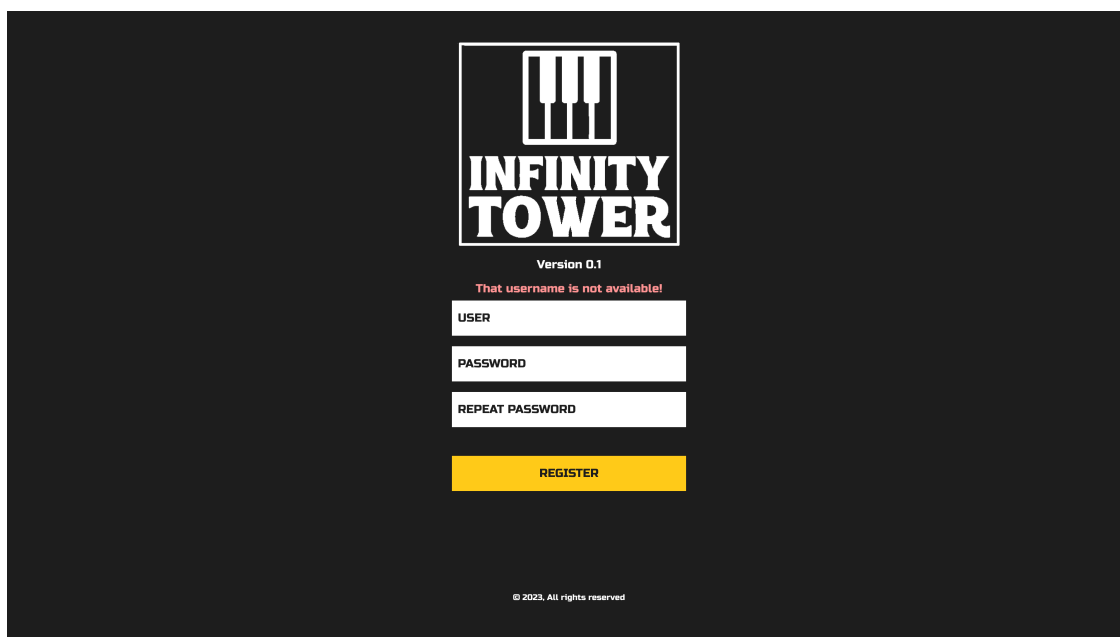 INFINITY
TOWER
Version 0.1
That username is not available!
USER
PASSWORD
REPEAT PASSWORD
REGISTER
© 2023, All rights reserved